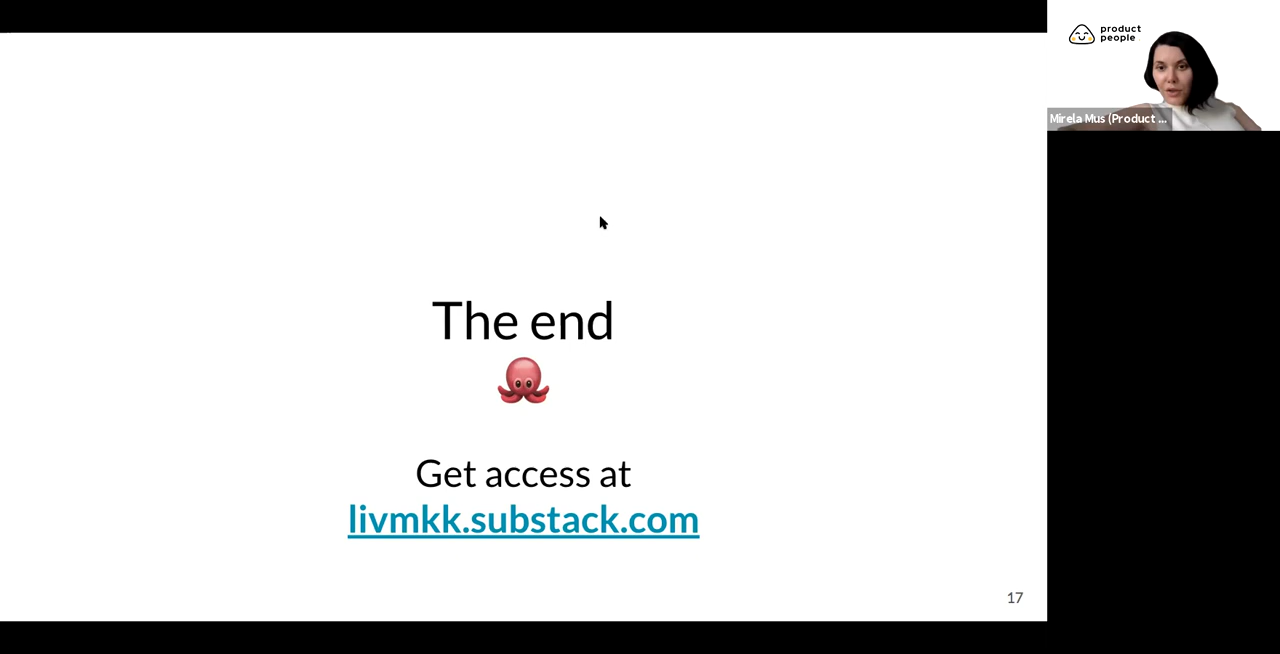 product
people
Mirela Mus (Product ...
The end
Get access at
livmkk.substack.com
17